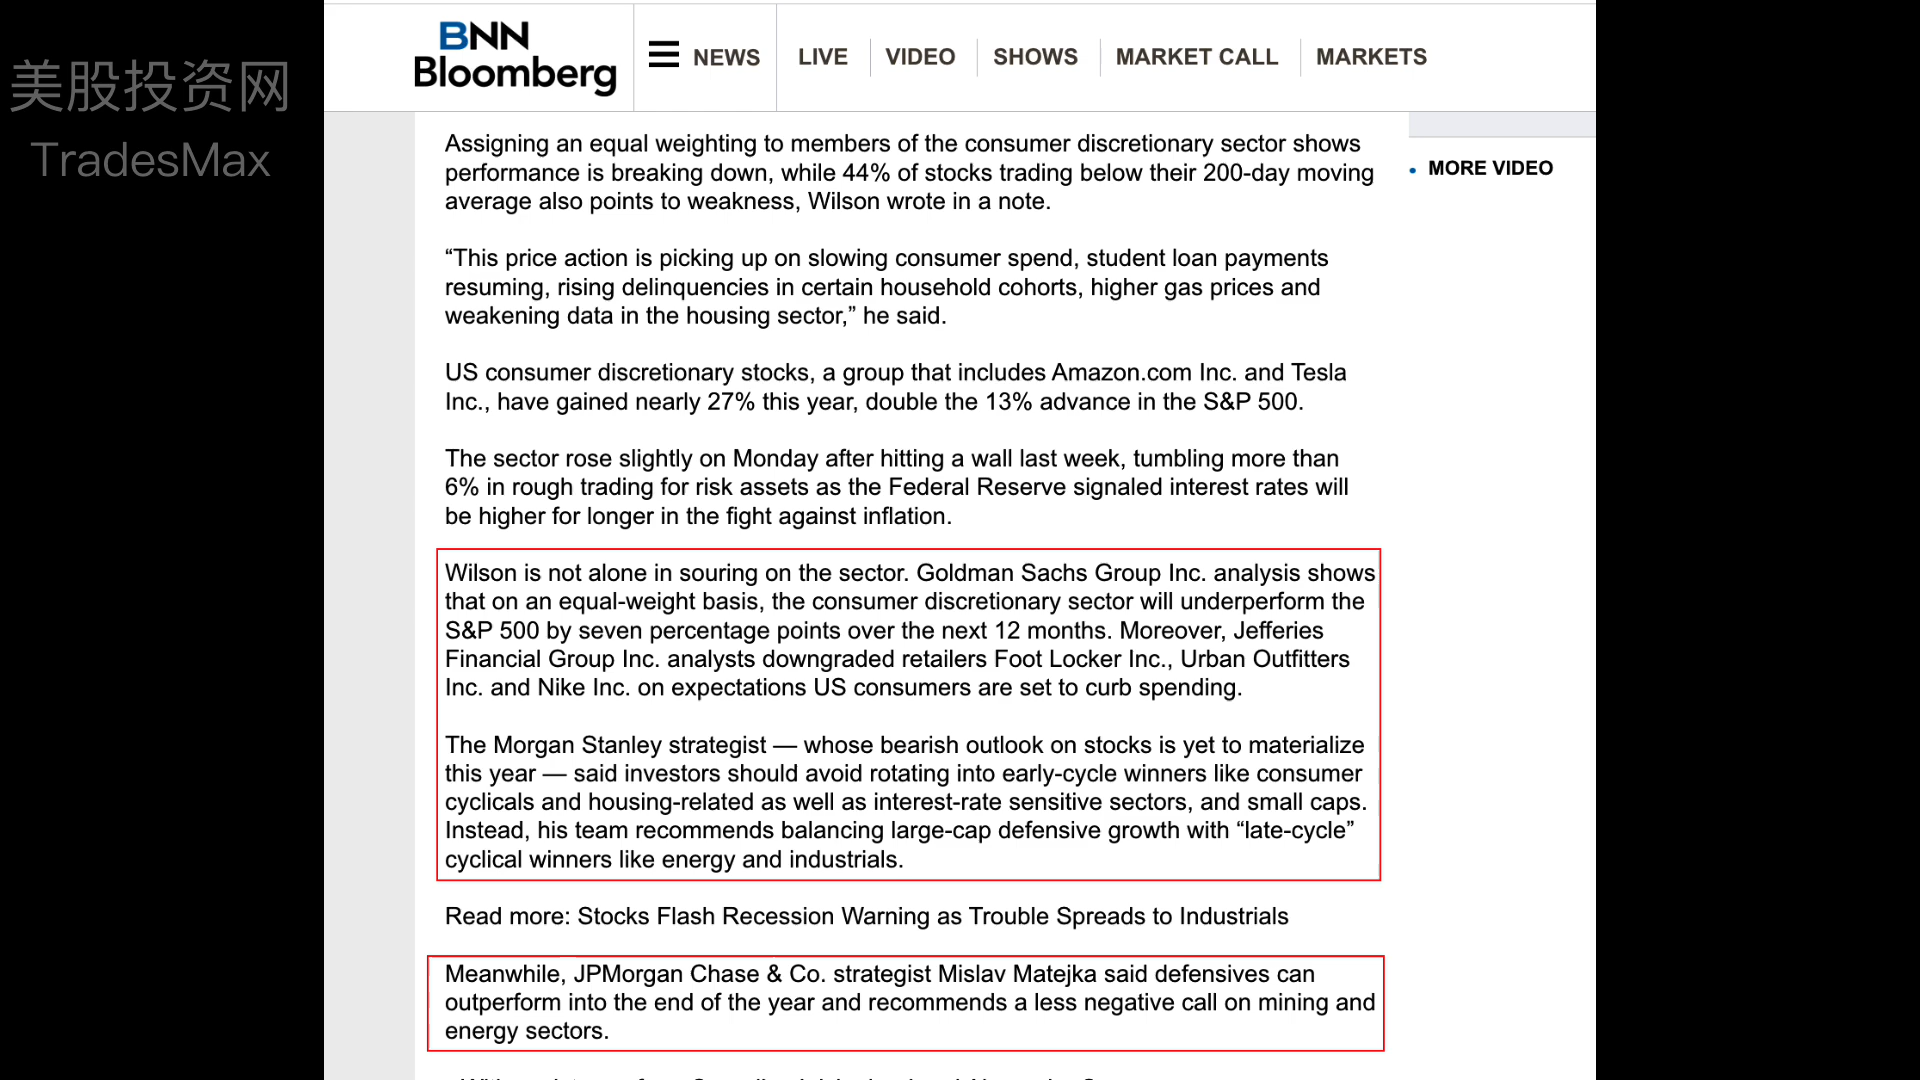 美股投资网
TradesMax
BNN
Bloomberg
NEWS
LIVE
VIDEO
SHOWS
MARKET CALL
MARKETS
Assigning an equal weighting to members of the consumer discretionary sector shows
performance is breaking down, while 44% of stocks trading below their 200-day moving
average also points to weakness, Wilson wrote in a note.
“This price action is picking up on slowing consumer spend, student loan payments
resuming, rising delinquencies in certain household cohorts, higher gas prices and
weakening data in the housing sector,” he said.
US consumer discretionary stocks, a group that includes Amazon.com Inc. and Tesla
Inc., have gained nearly 27% this year, double the 13% advance in the S&P 500.
The sector rose slightly on Monday after hitting a wall last week, tumbling more than
6% in rough trading for risk assets as the Federal Reserve signaled interest rates will
be higher for longer in the fight against inflation.
Wilson is not alone in souring on the sector. Goldman Sachs Group Inc. analysis shows
that on an equal-weight basis, the consumer discretionary sector will underperform the
S&P 500 by seven percentage points over the next 12 months. Moreover, Jefferies
Financial Group Inc. analysts downgraded retailers Foot Locker Inc., Urban Outfitters
Inc. and Nike Inc. on expectations US consumers are set to curb spending.
The Morgan Stanley strategist — whose bearish outlook on stocks is yet to materialize
this year — said investors should avoid rotating into early-cycle winners like consumer
cyclicals and housing-related as well as interest-rate sensitive sectors, and small caps.
Instead, his team recommends balancing large-cap defensive growth with “late-cycle”
cyclical winners like energy and industrials.
Read more: Stocks Flash Recession Warning as Trouble Spreads to Industrials
Meanwhile, JPMorgan Chase & Co. strategist Mislav Matejka said defensives can
outperform into the end of the year and recommends a less negative call on mining and
energy sectors.
MORE VIDEO